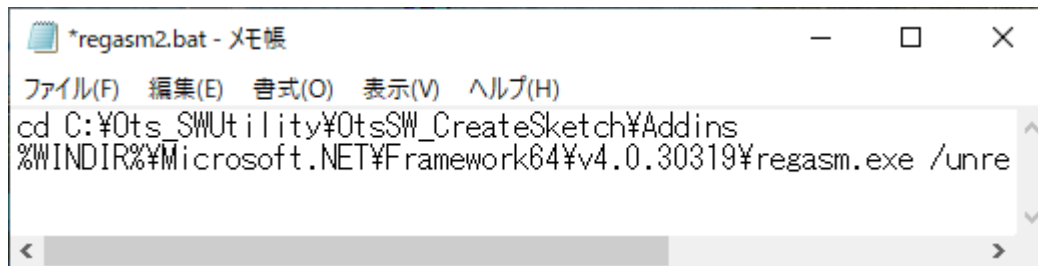 *regasm2.bat - メモ帳
ファイル(F) 編集(E) 書式(O) 表示(V) ヘルプ(H)
cd C:¥Ots_SWUtility¥OtsSW_CreateSketch¥Addins
%WINDIR%¥Microsoft.NET¥Framework64¥v4.0.30319¥regasm.exe /unre